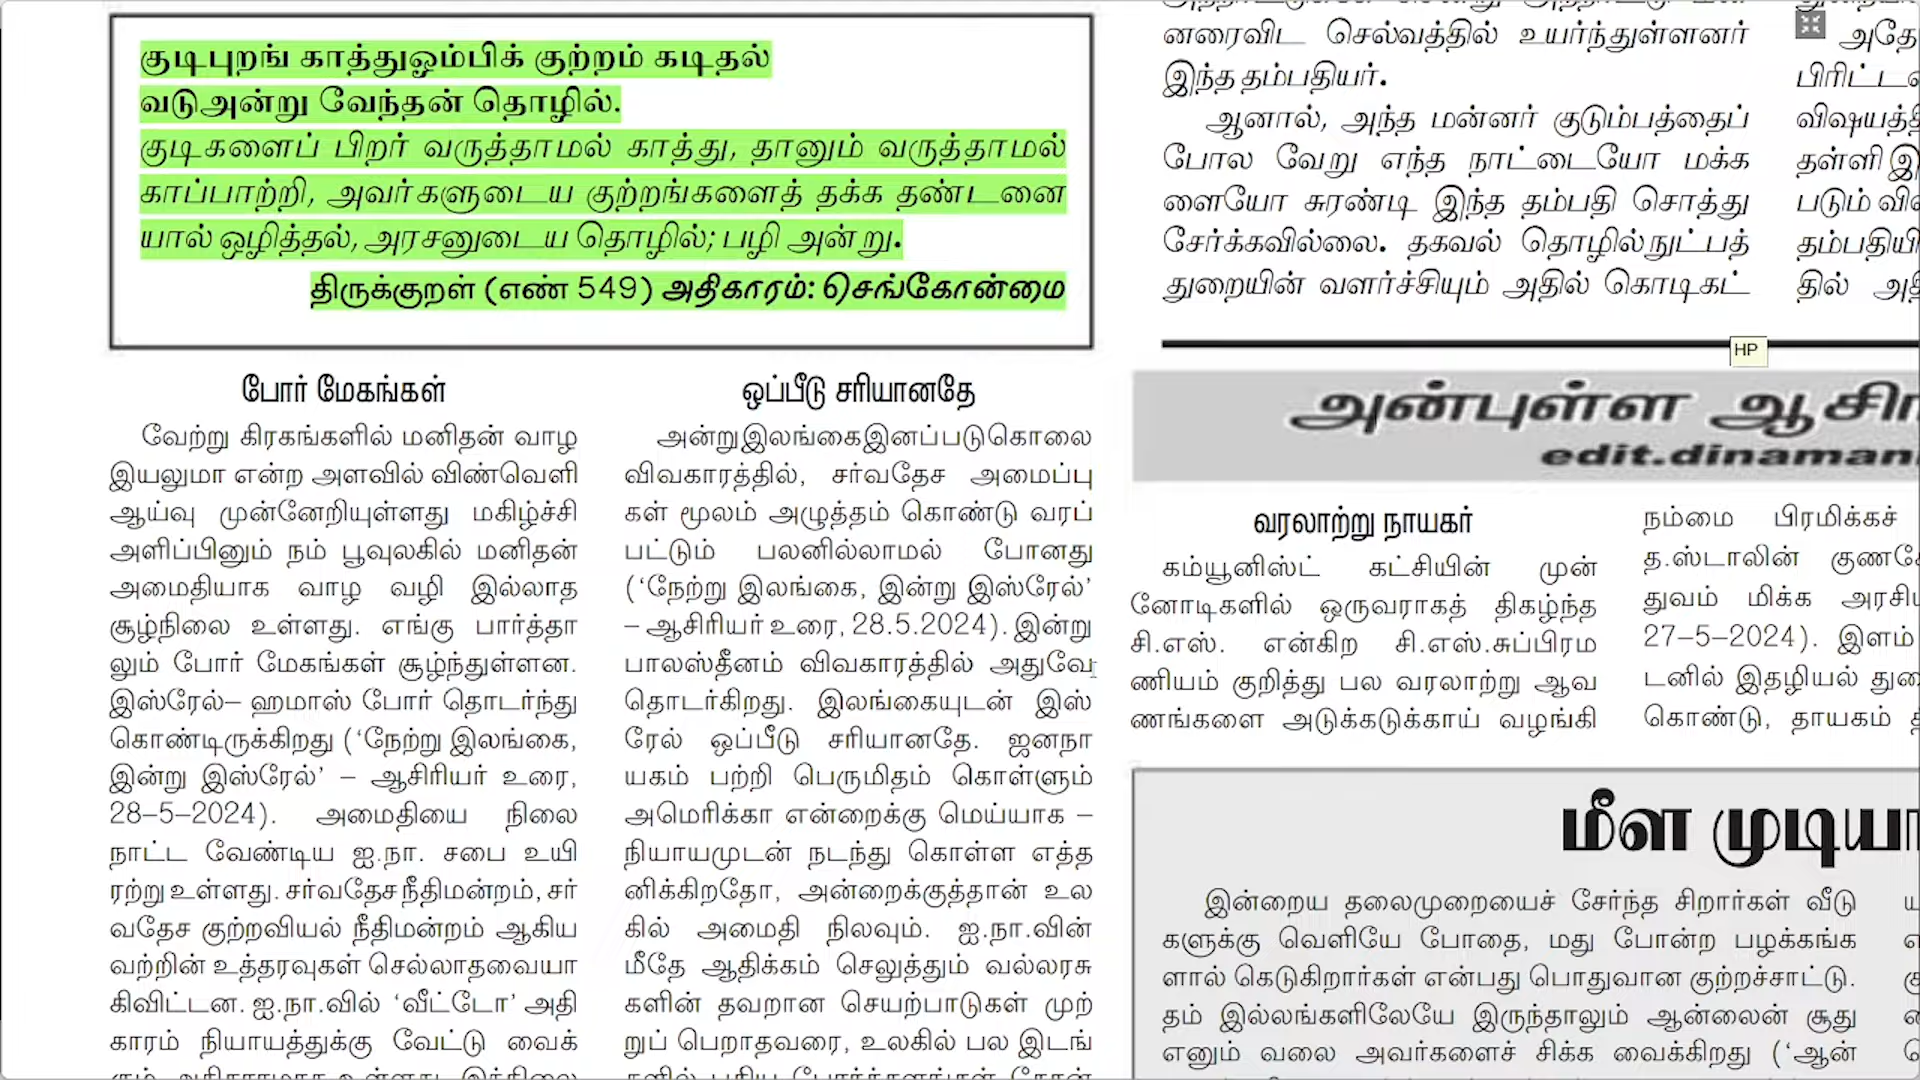 குடிபுறங் காத்துஓம்பிக் குற்றம் கடிதல்
வடுஅன்று வேந்தன் தொழில்.
குடிகளைப் பிறர் வருத்தாமல் காத்து, தானும் வருத்தாமல்
காப்பாற்றி, அவர்களுடைய குற்றங்களைத் தக்க தண்டனை
யால் ஒழித்தல், அரசனுடைய தொழில்; பழி அன்று.
திருக்குறள் (எண் 549) அதிகாரம்: செங்கோன்மை
போர் மேகங்கள்
வேற்று கிரகங்களில் மனிதன் வாழ
இயலுமா என்ற அளவில் விண்வெளி
ஆய்வு முன்னேறியுள்ளது மகிழ்ச்சி
அளிப்பினும் நம் பூவுலகில் மனிதன்
அமைதியாக வாழ வழி இல்லாத
சூழ்நிலை உள்ளது. எங்கு பார்த்தா
லும் போர் மேகங்கள் சூழ்ந்துள்ளன.
இஸ்ரேல்– ஹமாஸ் போர் தொடர்ந்து
கொண்டிருக்கிறது (‘நேற்று இலங்கை,
இன்று இஸ்ரேல்’ – ஆசிரியர் உரை,
28–5–2024). அமைதியை நிலை
நாட்ட வேண்டிய ஐ.நா. சபை உயி
ரற்று உள்ளது. சர்வதேச நீதிமன்றம், சர்
வதேச குற்றவியல் நீதிமன்றம் ஆகிய
வற்றின் உத்தரவுகள் செல்லாதவையா
கிவிட்டன. ஐ.நா.வில் ‘வீட்டோ’ அதி
காரம் நியாயத்துக்கு வேட்டு வைக்
ஒப்பீடு சரியானதே
அன்று இலங்கை இனப்படுகொலை
விவகாரத்தில், சர்வதேச அமைப்பு
கள் மூலம் அழுத்தம் கொண்டு வரப்
பட்டும் பலனில்லாமல் போனது
(‘நேற்று இலங்கை, இன்று இஸ்ரேல்’
– ஆசிரியர் உரை, 28.5.2024). இன்று
பாலஸ்தீனம் விவகாரத்தில் அதுவே
தொடர்கிறது. இலங்கையுடன் இஸ்
ரேல் ஒப்பீடு சரியானதே. ஜனநா
யகம் பற்றி பெருமிதம் கொள்ளும்
அமெரிக்கா என்றைக்கு மெய்யாக –
நியாயமுடன் நடந்து கொள்ள எத்த
னிக்கிறதோ, அன்றைக்குத்தான் உல
கில் அமைதி நிலவும். ஐ.நா.வின்
மீதே ஆதிக்கம் செலுத்தும் வல்லரசு
களின் தவறான செயற்பாடுகள் முற்
றுப் பெறாதவரை, உலகில் பல இடங்
னரைவிட செல்வத்தில் உயர்ந்துள்ளனர்
இந்த தம்பதியர்.
ஆனால், அந்த மன்னர் குடும்பத்தைப்
போல வேறு எந்த நாட்டையோ மக்க
ளையோ சுரண்டி இந்த தம்பதி சொத்து
சேர்க்கவில்லை. தகவல் தொழில்நுட்பத்
துறையின் வளர்ச்சியும் அதில் கொடிகட்
அதே
பிரிட்ட
விஷயத்தி
தள்ளி இ
படும் வி
தம்பதியி
தில் அதி
HP
அன்புள்ள ஆசி
edit.dinaman
வரலாற்று நாயகர்
கம்யூனிஸ்ட் கட்சியின் முன்
னோடிகளில் ஒருவராகத் திகழ்ந்த
சி.எஸ். என்கிற சி.எஸ்.சுப்பிரம
ணியம் குறித்து பல வரலாற்று ஆவ
ணங்களை அடுக்கடுக்காய் வழங்கி
நம்மை பிரமிக்கச்
த.ஸ்டாலின் குண
துவம் மிக்க அரசி
27–5–2024). இளம்
டனில் இதழியல் து
கொண்டு, தாயகம்
மீள முடியா
இன்றைய தலைமுறையைச் சேர்ந்த சிறார்கள் வீடு
களுக்கு வெளியே போதை, மது போன்ற பழக்கங்க
ளால் கெடுகிறார்கள் என்பது பொதுவான குற்றச்சாட்டு.
தம் இல்லங்களிலேயே இருந்தாலும் ஆன்லைன் சூது
எனும் வலை அவர்களைச் சிக்க வைக்கிறது (‘ஆன்